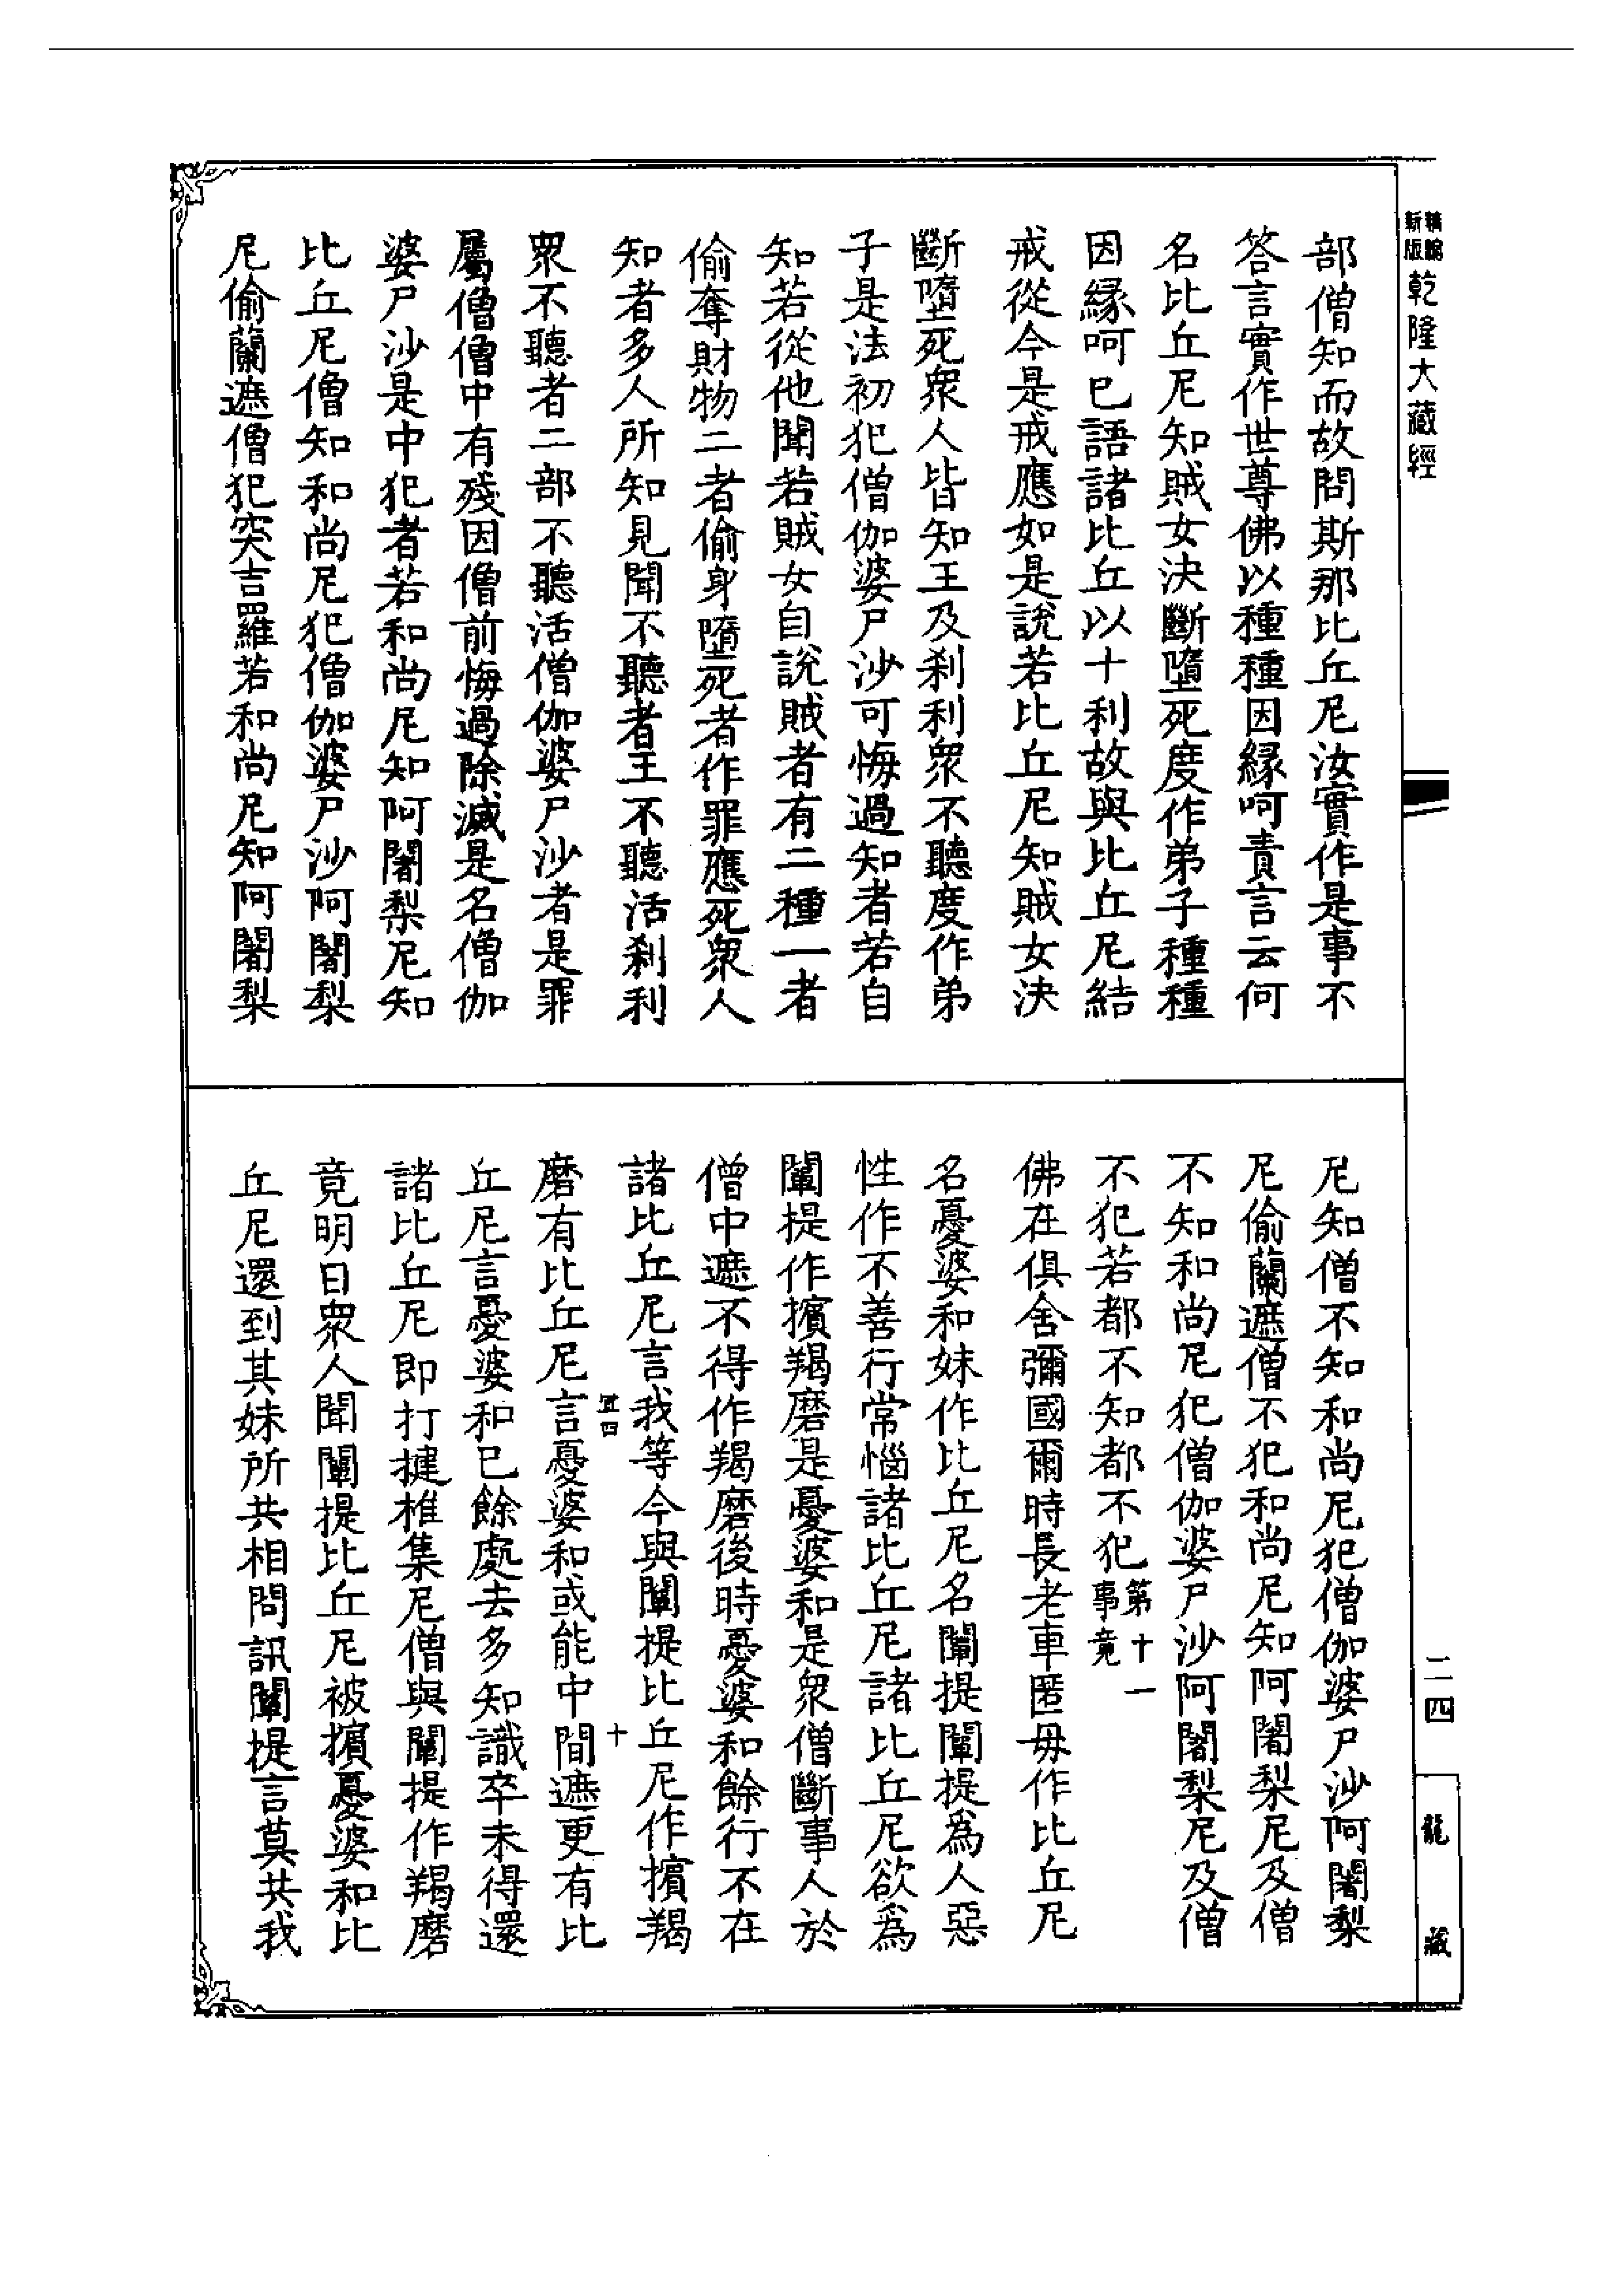 新版精編乾隆大藏經
部僧知而故問斯那比丘尼汝實作是事不
答言實作世尊佛以種種因緣呵責言云何
名比丘尼知賊女決斷墮死度作弟子種種
因緣呵已語諸比丘以十利故與比丘尼結
戒從今是戒應如是說若比丘尼知賊女決
斷墮死衆人皆知王及刹利衆不聽度作弟
子是法初犯僧伽婆尸沙可悔過知者若自
知若從他聞若賊女自說賊者有二種一者
偷奪財物二者偷身墮死者作罪應死衆人
知者多人所知見聞不聽者王不聽活刹利
衆不聽者二部不聽活僧伽婆尸沙者是罪
屬僧僧中有殘因僧前悔過除滅是名僧伽
婆尸沙是中犯者若和尚尼知阿闍梨尼知
比丘尼僧知和尚尼犯僧伽婆尸沙阿闍梨
尼偷蘭遮僧犯突吉羅若和尚尼知阿闍梨
尼知僧不知和尚尼犯僧伽婆尸沙阿闍梨
尼偷蘭遮僧不犯和尚尼知阿闍梨尼及僧
不知和尚尼犯僧伽婆尸沙阿闍梨尼及僧
不犯若都不知都不犯第十一事竟
佛在俱舍彌國爾時長老車匿毋作比丘尼
名憂婆和妹作比丘尼名闡提闡提爲人惡
性作不善行常惱諸比丘尼諸比丘尼欲爲
闡提作擯羯磨是憂婆和是衆僧斷事人於
僧中遮不得作羯磨後時憂婆和餘行不在
諸比丘尼言我等今與闡提比丘尼作擯羯
磨有比丘尼言憂婆和或能中間遮更有比
丘尼言憂婆和已餘處去多知識卒未得還
諸比丘尼即打揵椎集尼僧與闡提作羯磨
竟明日衆人聞闡提比丘尼被擯憂婆和比
丘尼還到其妹所共相問訊闡提言莫共我
二四
龍藏